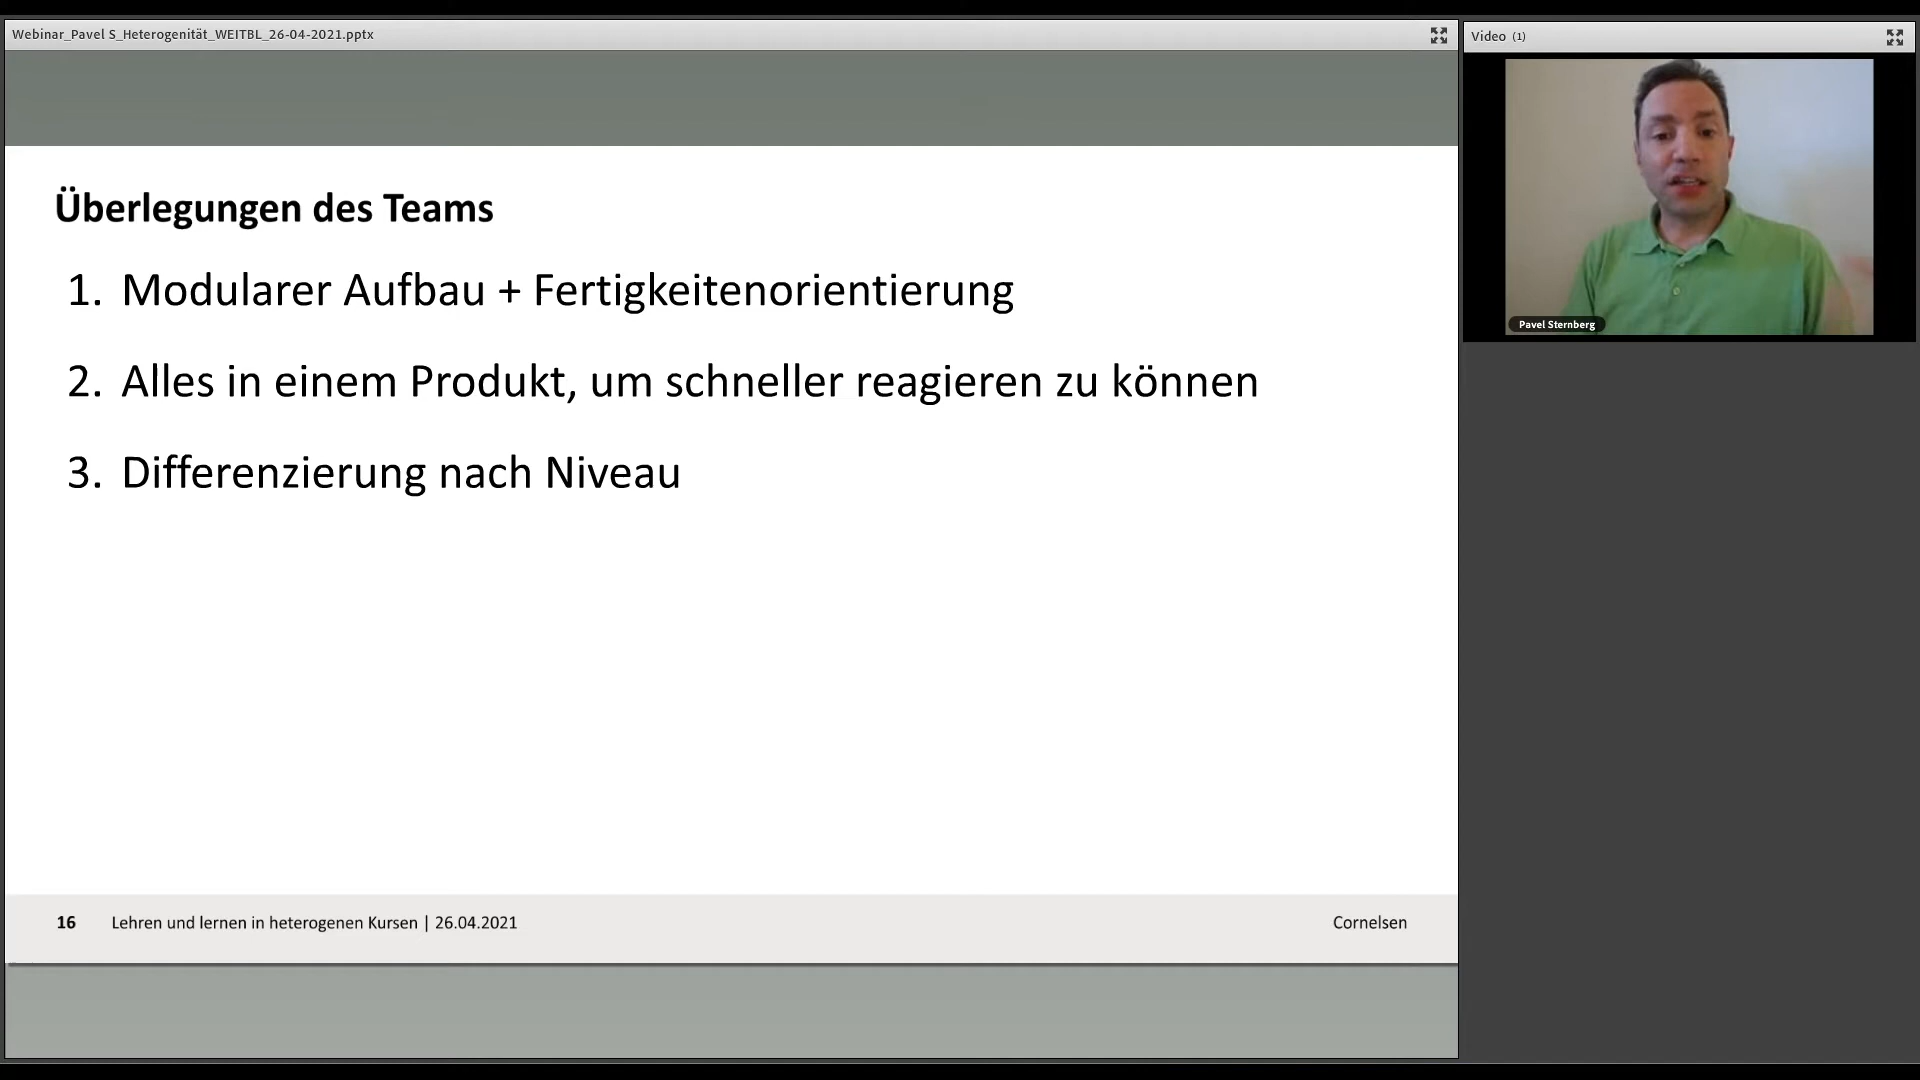 Webinar_Pavel S_Heterogenität_WEITBL_26-04-2021.pptx
Video (1)
Überlegungen des Teams
1. Modularer Aufbau + Fertigkeitenorientierung
2. Alles in einem Produkt, um schneller reagieren zu können
3. Differenzierung nach Niveau
Pavel Sternberg
16 Lehren und lernen in heterogenen Kursen | 26.04.2021
Cornelsen